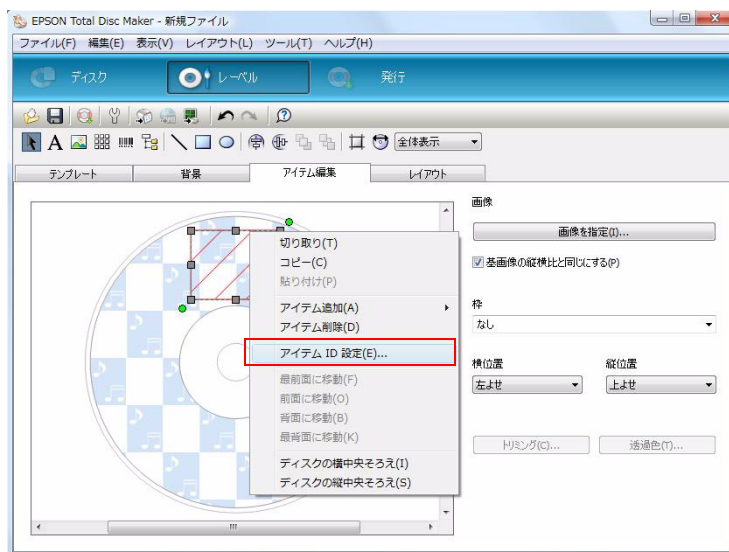 EPSON Total Disc Maker - 新規ファイル
ファイル(F) 編集(E) 表示(V) レイアウト(L) ツール(T) ヘルプ(H)
ディスク レーベル 発行
全体表示
テンプレート 背景 アイテム編集 レイアウト
画像
画像を指定(I)...
基画像の縦横比と同じにする(P)
枠
なし
横位置 縦位置
左よせ 上よせ
トリミング(C)... 透過色(T)...
切り取り(T)
コピー(C)
貼り付け(P)
アイテム追加(A)
アイテム削除(D)
アイテム ID 設定(E)...
最前面に移動(F)
前面に移動(O)
背面に移動(B)
最背面に移動(K)
ディスクの横中央そろえ(I)
ディスクの縦中央そろえ(S)